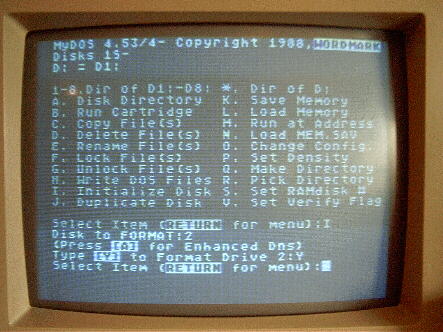 MyDOS 4.53/4- Copyright 1988,WORDMARK
Disks 15-
D: = D1:
1-8.Dir of D1:-D8: *. Dir of D:
A. Disk Directory K. Save Memory
B. Run Cartridge L. Load Memory
C. Copy File(s) M. Run at Address
D. Delete File(s) N. Load MEM.SAV
E. Rename File(s) O. Change Config.
F. Lock File(s) P. Set Density
G. Unlock File(s) Q. Make Directory
H. Write DOS Files R. Pick Directory
I. Initialize Disk S. Set RAMdisk #
J. Duplicate Disk V. Set Verify Flag
Select Item (RETURN for menu):I
Disk to FORMAT:2
(Press [A] for Enhanced Dns)
Type [Y] to Format Drive 2:Y
Select Item (RETURN for menu):